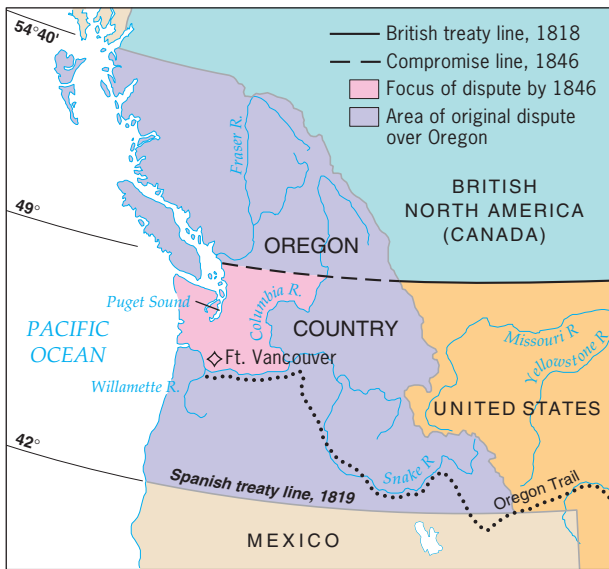 54°40'
British treaty line, 1818
Compromise line, 1846
Focus of dispute by 1846
Area of original dispute
over Oregon
Fraser R.
49°
BRITISH
NORTH AMERICA
(CANADA)
OREGON
Puget Sound
Columbia R.
COUNTRY
Missouri R
Yellowstone R.
PACIFIC
OCEAN
Ft. Vancouver
Willamette R.
UNITED STATES
42°
Snake R
Spanish treaty line, 1819
Oregon Trail
MEXICO